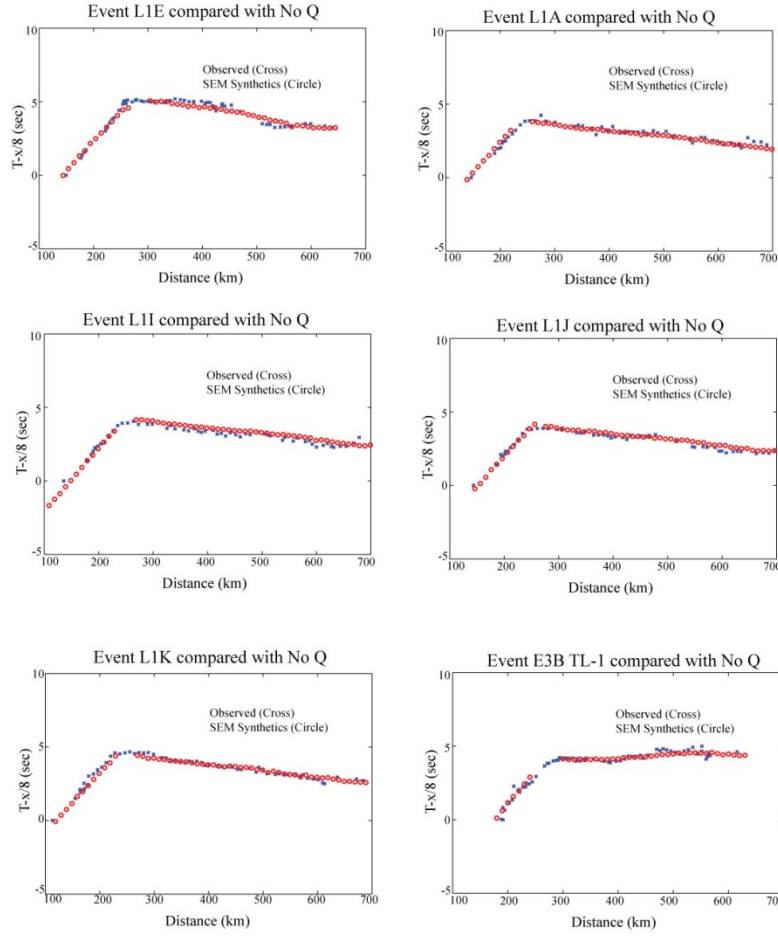 Event L1E compared with No Q
Observed (Cross)
SEM Synthetics (Circle)
10
5
0
-5
T-x/8 (sec)
100 200 300 400 500 600 700
Distance (km)
Event L1A compared with No Q
Observed (Cross)
SEM Synthetics (Circle)
10
5
0
-5
T-x/8 (sec)
100 200 300 400 500 600 700
Distance (km)
Event L1I compared with No Q
Observed (Cross)
SEM Synthetics (Circle)
10
5
0
-5
T-x/8 (sec)
100 200 300 400 500 600 700
Distance (km)
Event L1J compared with No Q
Observed (Cross)
SEM Synthetics (Circle)
10
5
0
-5
T-x/8 (sec)
100 200 300 400 500 600 700
Distance (km)
Event L1K compared with No Q
Observed (Cross)
SEM Synthetics (Circle)
10
5
0
-5
T-x/8 (sec)
100 200 300 400 500 600 700
Distance (km)
Event E3B TL-1 compared with No Q
Observed (Cross)
SEM Synthetics (Circle)
10
5
0
-5
T-x/8 (sec)
100 200 300 400 500 600 700
Distance (km)